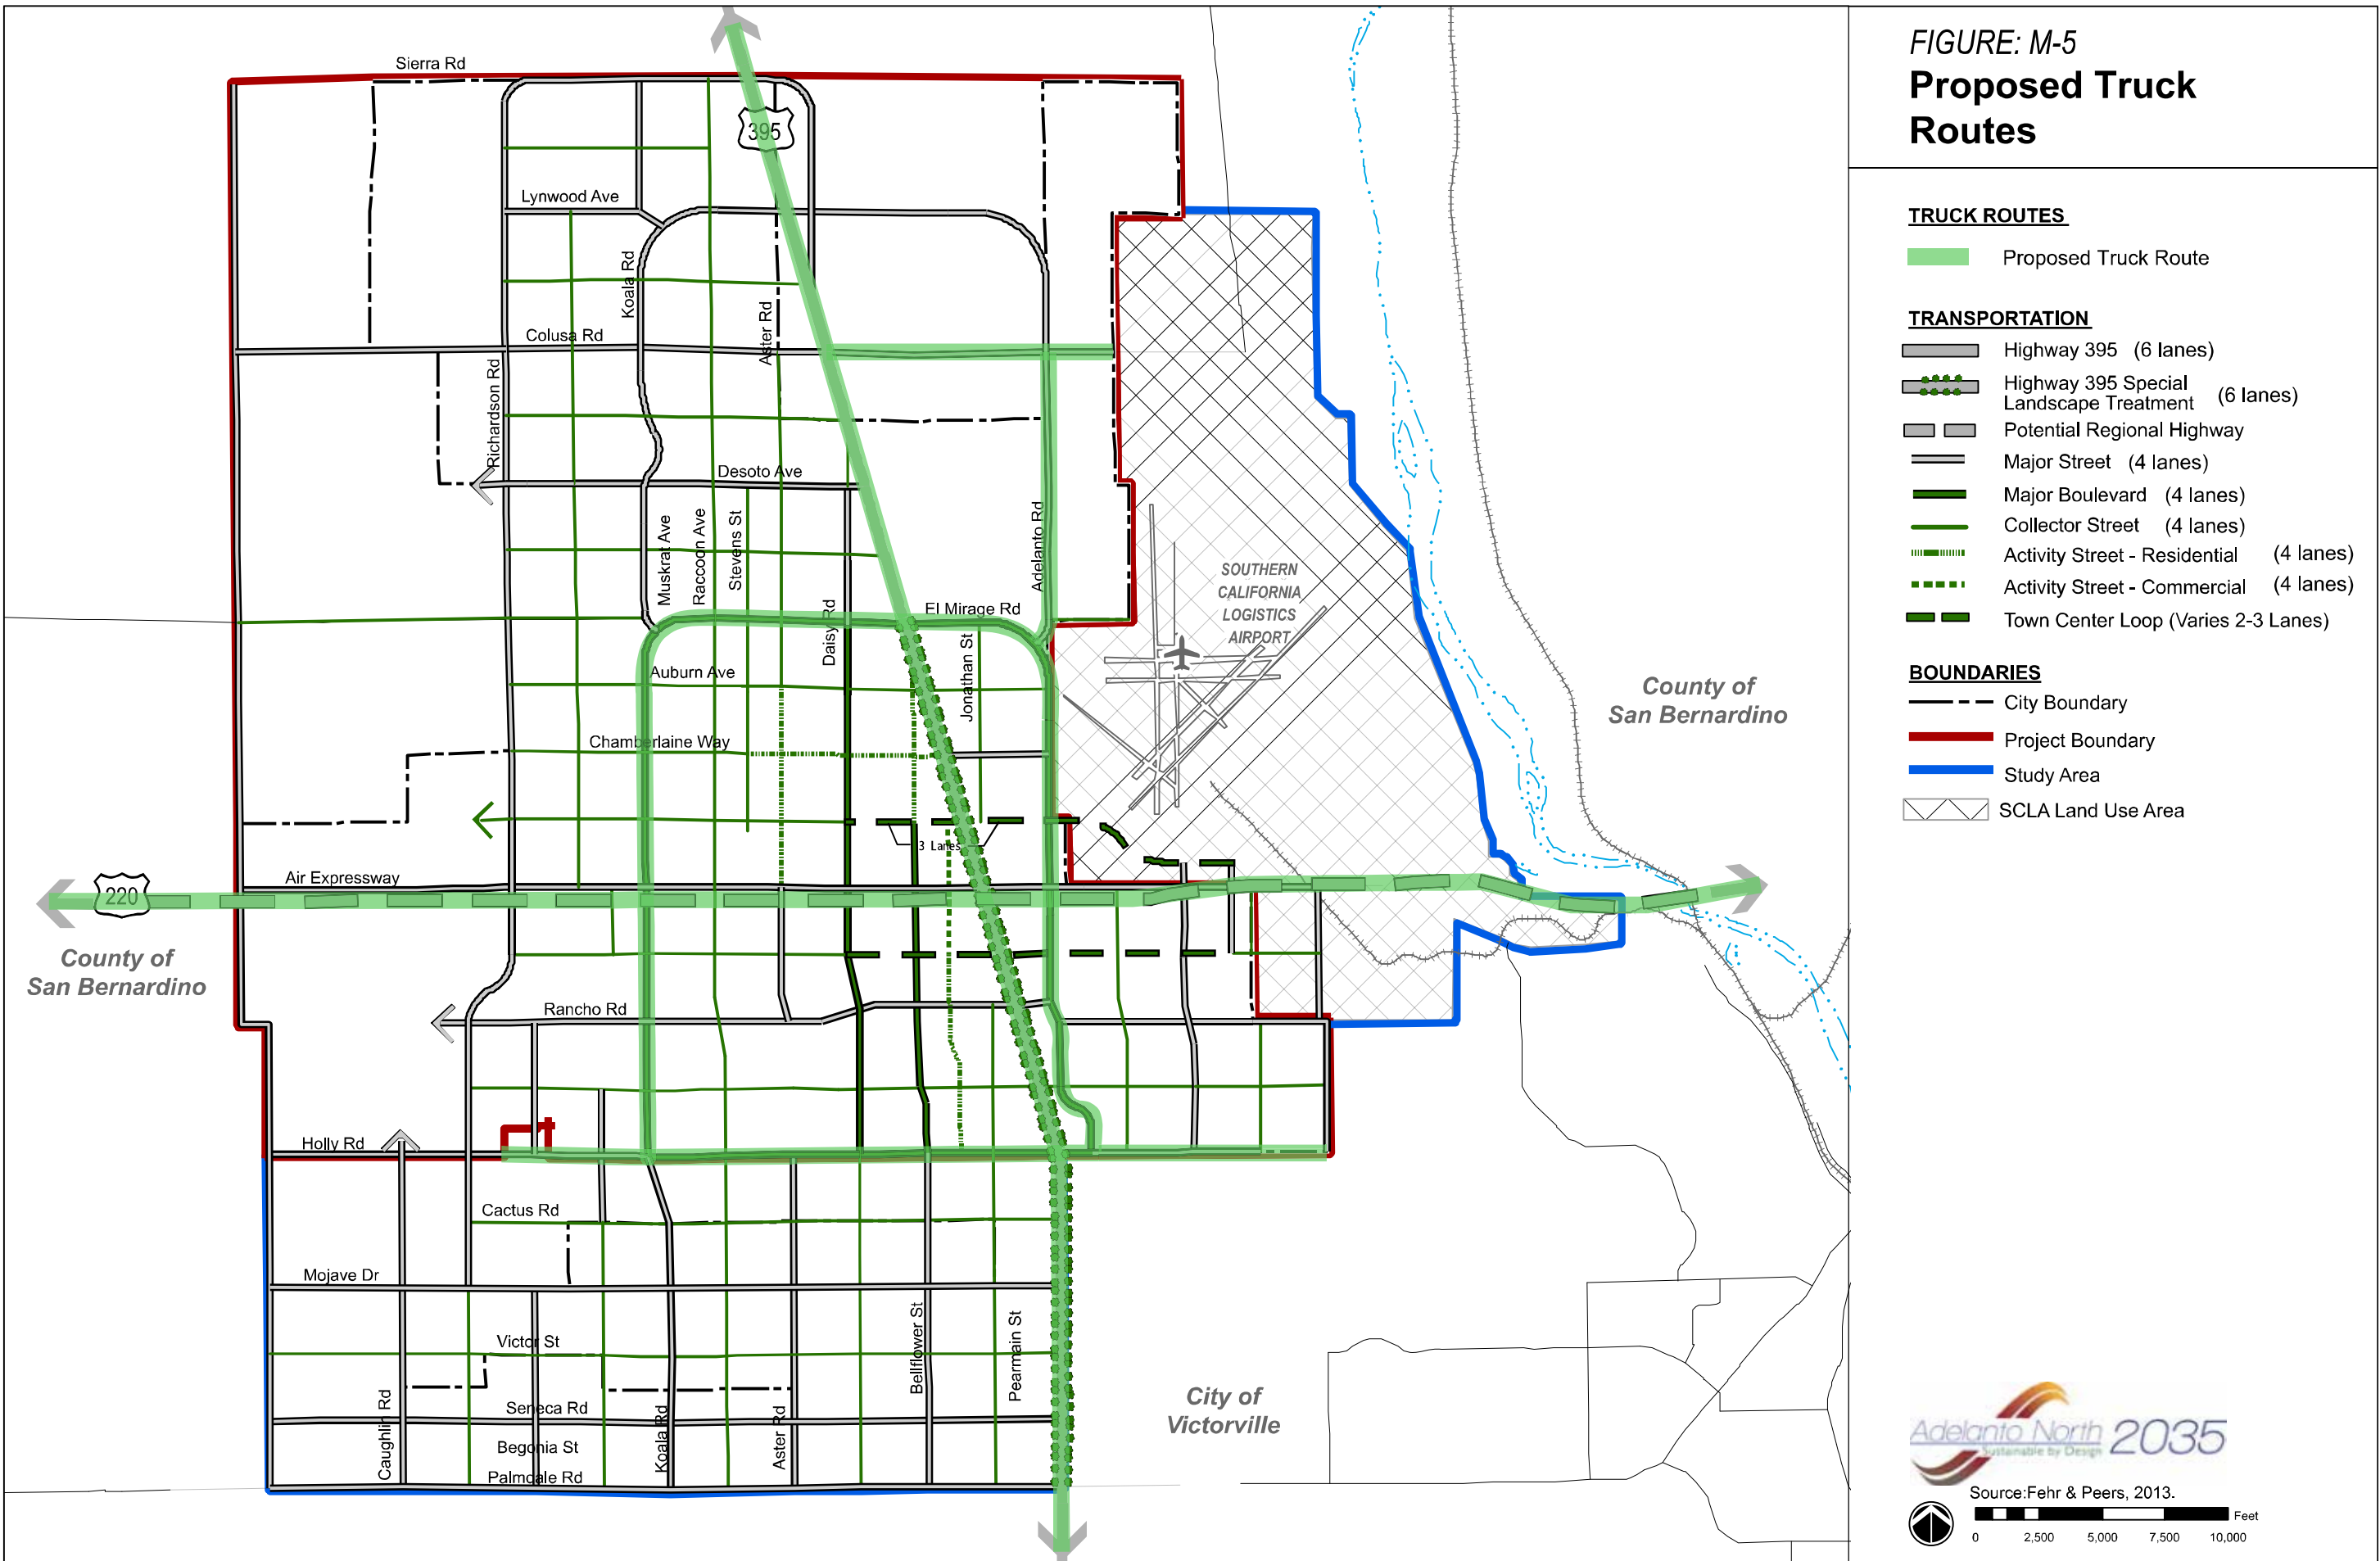 FIGURE: M-5
Proposed Truck
Routes
TRUCK ROUTES
Proposed Truck Route
TRANSPORTATION
Highway 395 (6 lanes)
Highway 395 Special
Landscape Treatment (6 lanes)
Potential Regional Highway
Major Street (4 lanes)
Major Boulevard (4 lanes)
Collector Street (4 lanes)
Activity Street - Residential (4 lanes)
Activity Street - Commercial (4 lanes)
Town Center Loop (Varies 2-3 Lanes)
BOUNDARIES
City Boundary
Project Boundary
Study Area
SCLA Land Use Area
Adelanto North 2035
Sustainable by Design
Source:Fehr & Peers, 2013.
Feet
0 2,500 5,000 7,500 10,000
Sierra Rd
395
Lynwood Ave
Koala Rd
Aster Rd
Colusa Rd
Richardson Rd
Desoto Ave
Muskrat Ave
Raccoon Ave
Stevens St
Adelanto Rd
SOUTHERN
CALIFORNIA
LOGISTICS
AIRPORT
El Mirage Rd
Daisy Rd
Jonathan St
Auburn Ave
Chamberlaine Way
County of
San Bernardino
3 Lanes
Air Expressway
220
County of
San Bernardino
Rancho Rd
Holly Rd
Cactus Rd
Mojave Dr
Victor St
Bellflower St
Pearmain St
Caughlin Rd
Seneca Rd
Koala Rd
Aster Rd
Begonia St
Palmdale Rd
City of
Victorville